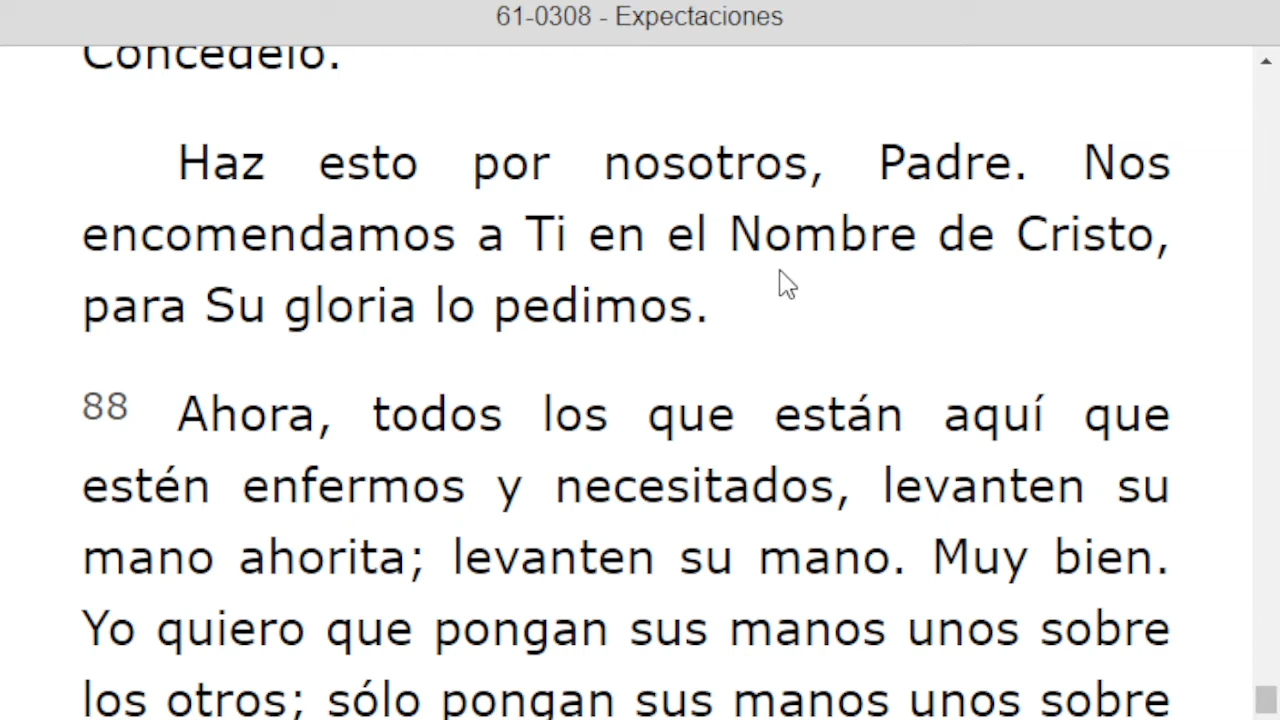 61-0308 - Expectaciones
Concédelo.
Haz esto por nosotros, Padre. Nos
encomendamos a Ti en el Nombre de Cristo,
para Su gloria lo pedimos.
88 Ahora, todos los que están aquí que
estén enfermos y necesitados, levanten su
mano ahorita; levanten su mano. Muy bien.
Yo quiero que pongan sus manos unos sobre
los otros; sólo pongan sus manos unos sobre